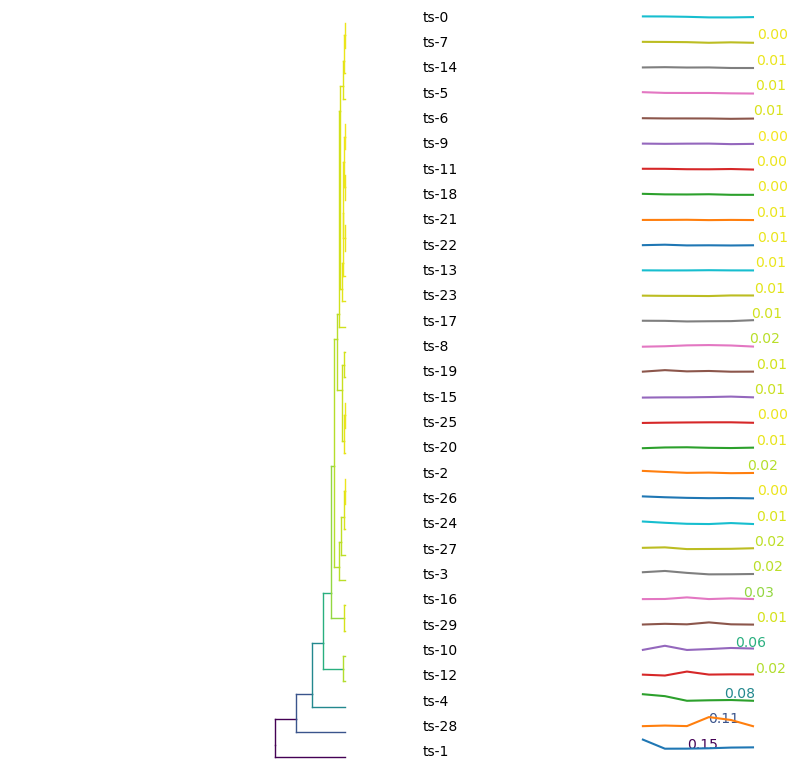 ts-0
ts-7 0.00
ts-14 0.01
ts-5 0.01
ts-6 0.01
ts-9 0.00
ts-11 0.00
ts-18 0.00
ts-21 0.01
ts-22 0.01
ts-13 0.01
ts-23 0.01
ts-17 0.01
ts-8 0.02
ts-19 0.01
ts-15 0.01
ts-25 0.00
ts-20 0.01
ts-2 0.02
ts-26 0.00
ts-24 0.01
ts-27 0.02
ts-3 0.02
ts-16 0.03
ts-29 0.01
ts-10 0.06
ts-12 0.02
ts-4 0.08
ts-28 0.11
ts-1 0.15